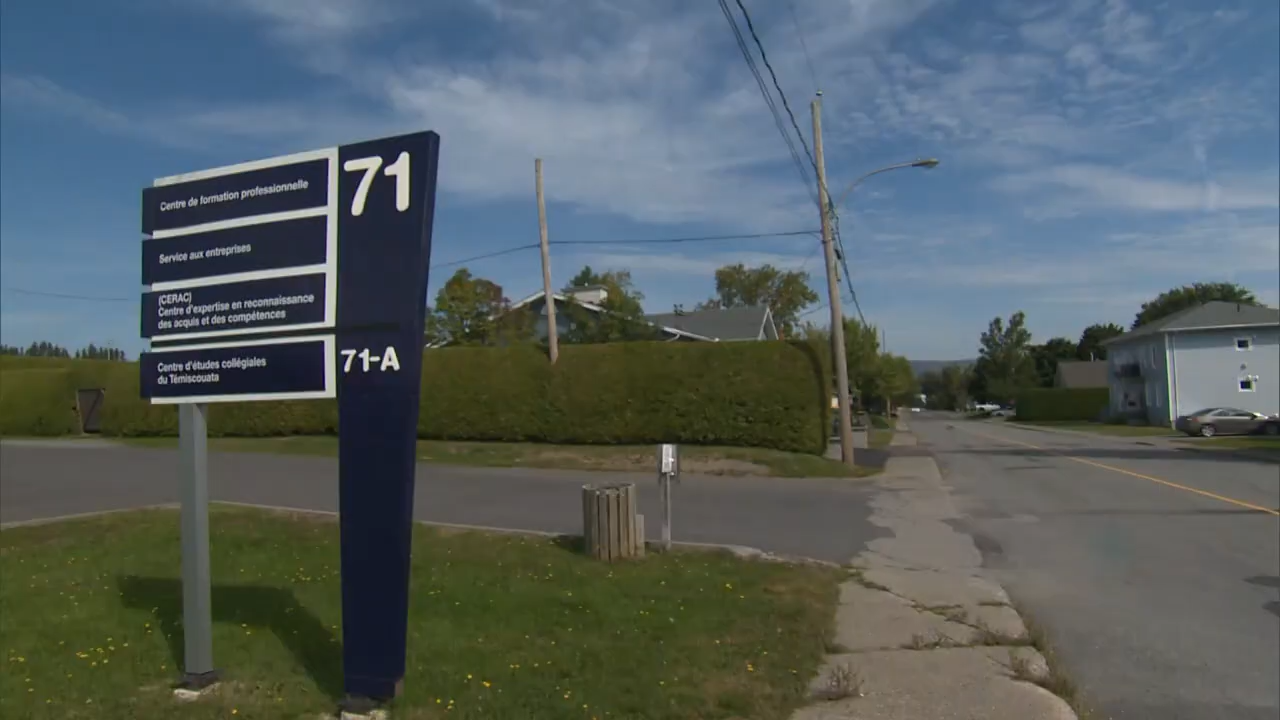 71
Centre de formation professionnelle
Service aux entreprises
(CERAC)
Centre d'expertise en reconnaissance
des acquis et des compétences
Centre d'études collégiales
du Témiscouata
71-A